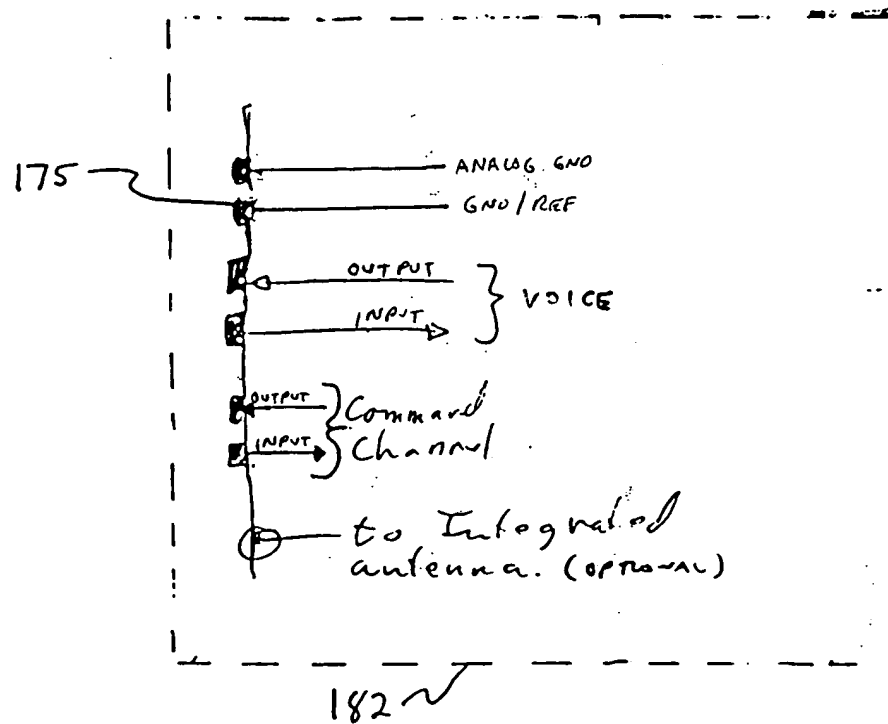 ANALOG GND
175
GND/REF
OUTPUT
VOICE
INPUT
OUTPUT
Command
INPUT
Channel
to Integrated
antenna. (OPTIONAL)
182